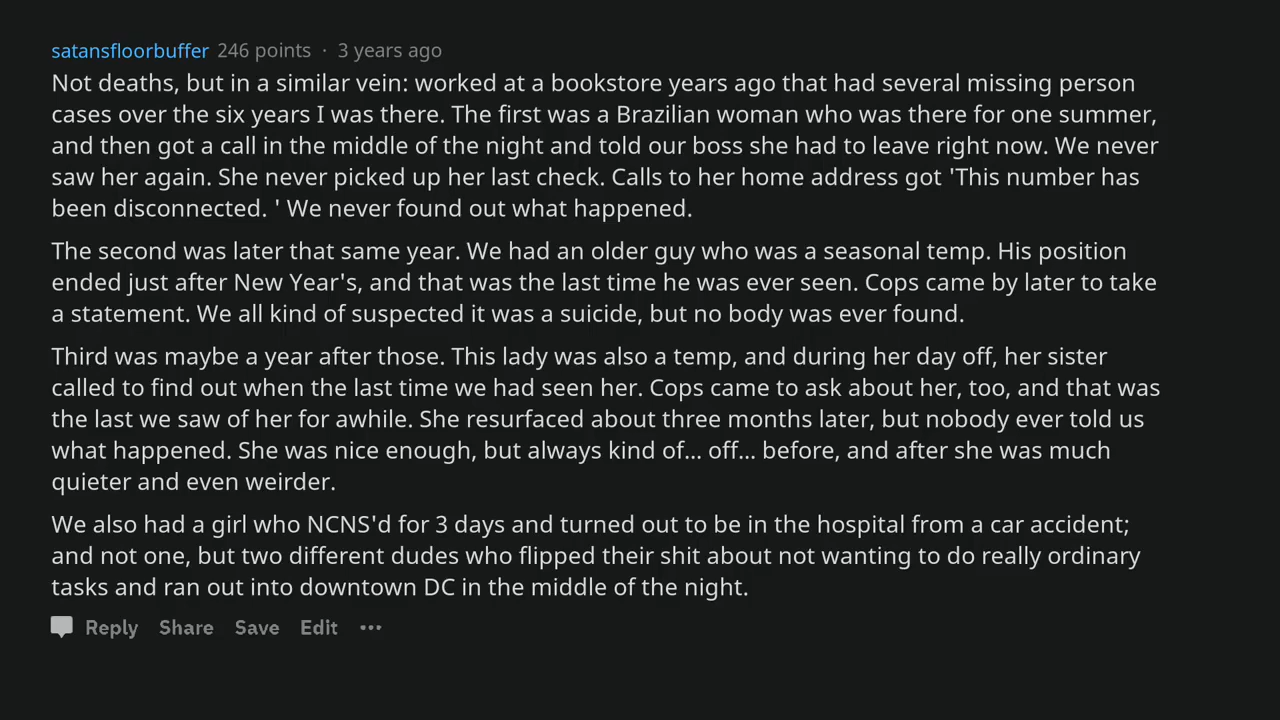 satansfloorbuffer 246 points · 3 years ago
Not deaths, but in a similar vein: worked at a bookstore years ago that had several missing person
cases over the six years I was there. The first was a Brazilian woman who was there for one summer,
and then got a call in the middle of the night and told our boss she had to leave right now. We never
saw her again. She never picked up her last check. Calls to her home address got 'This number has
been disconnected. ' We never found out what happened.
The second was later that same year. We had an older guy who was a seasonal temp. His position
ended just after New Year's, and that was the last time he was ever seen. Cops came by later to take
a statement. We all kind of suspected it was a suicide, but no body was ever found.
Third was maybe a year after those. This lady was also a temp, and during her day off, her sister
called to find out when the last time we had seen her. Cops came to ask about her, too, and that was
the last we saw of her for awhile. She resurfaced about three months later, but nobody ever told us
what happened. She was nice enough, but always kind of... off... before, and after she was much
quieter and even weirder.
We also had a girl who NCNS'd for 3 days and turned out to be in the hospital from a car accident;
and not one, but two different dudes who flipped their shit about not wanting to do really ordinary
tasks and ran out into downtown DC in the middle of the night.
Reply Share Save Edit •••